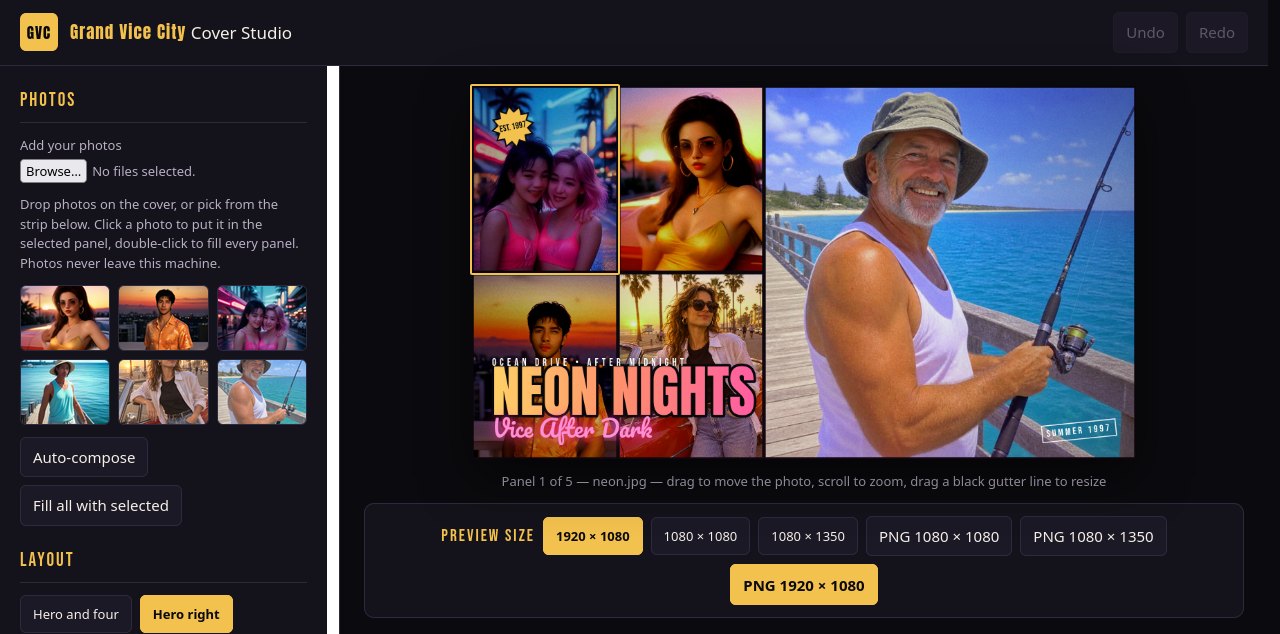 GVC Grand Vice City Cover Studio
Undo
Redo
PHOTOS
Add your photos
Browse... No files selected.
Drop photos on the cover, or pick from the
strip below. Click a photo to put it in the
selected panel, double-click to fill every panel.
Photos never leave this machine.
Auto-compose
Fill all with selected
LAYOUT
Hero and four
Hero right
EST. 1997
OCEAN DRIVE • AFTER MIDNIGHT
NEON NIGHTS
Vice After Dark
SUMMER 1997
Panel 1 of 5 — neon.jpg — drag to move the photo, scroll to zoom, drag a black gutter line to resize
PREVIEW SIZE
1920 × 1080
1080 × 1080
1080 × 1350
PNG 1080 × 1080
PNG 1080 × 1350
PNG 1920 × 1080